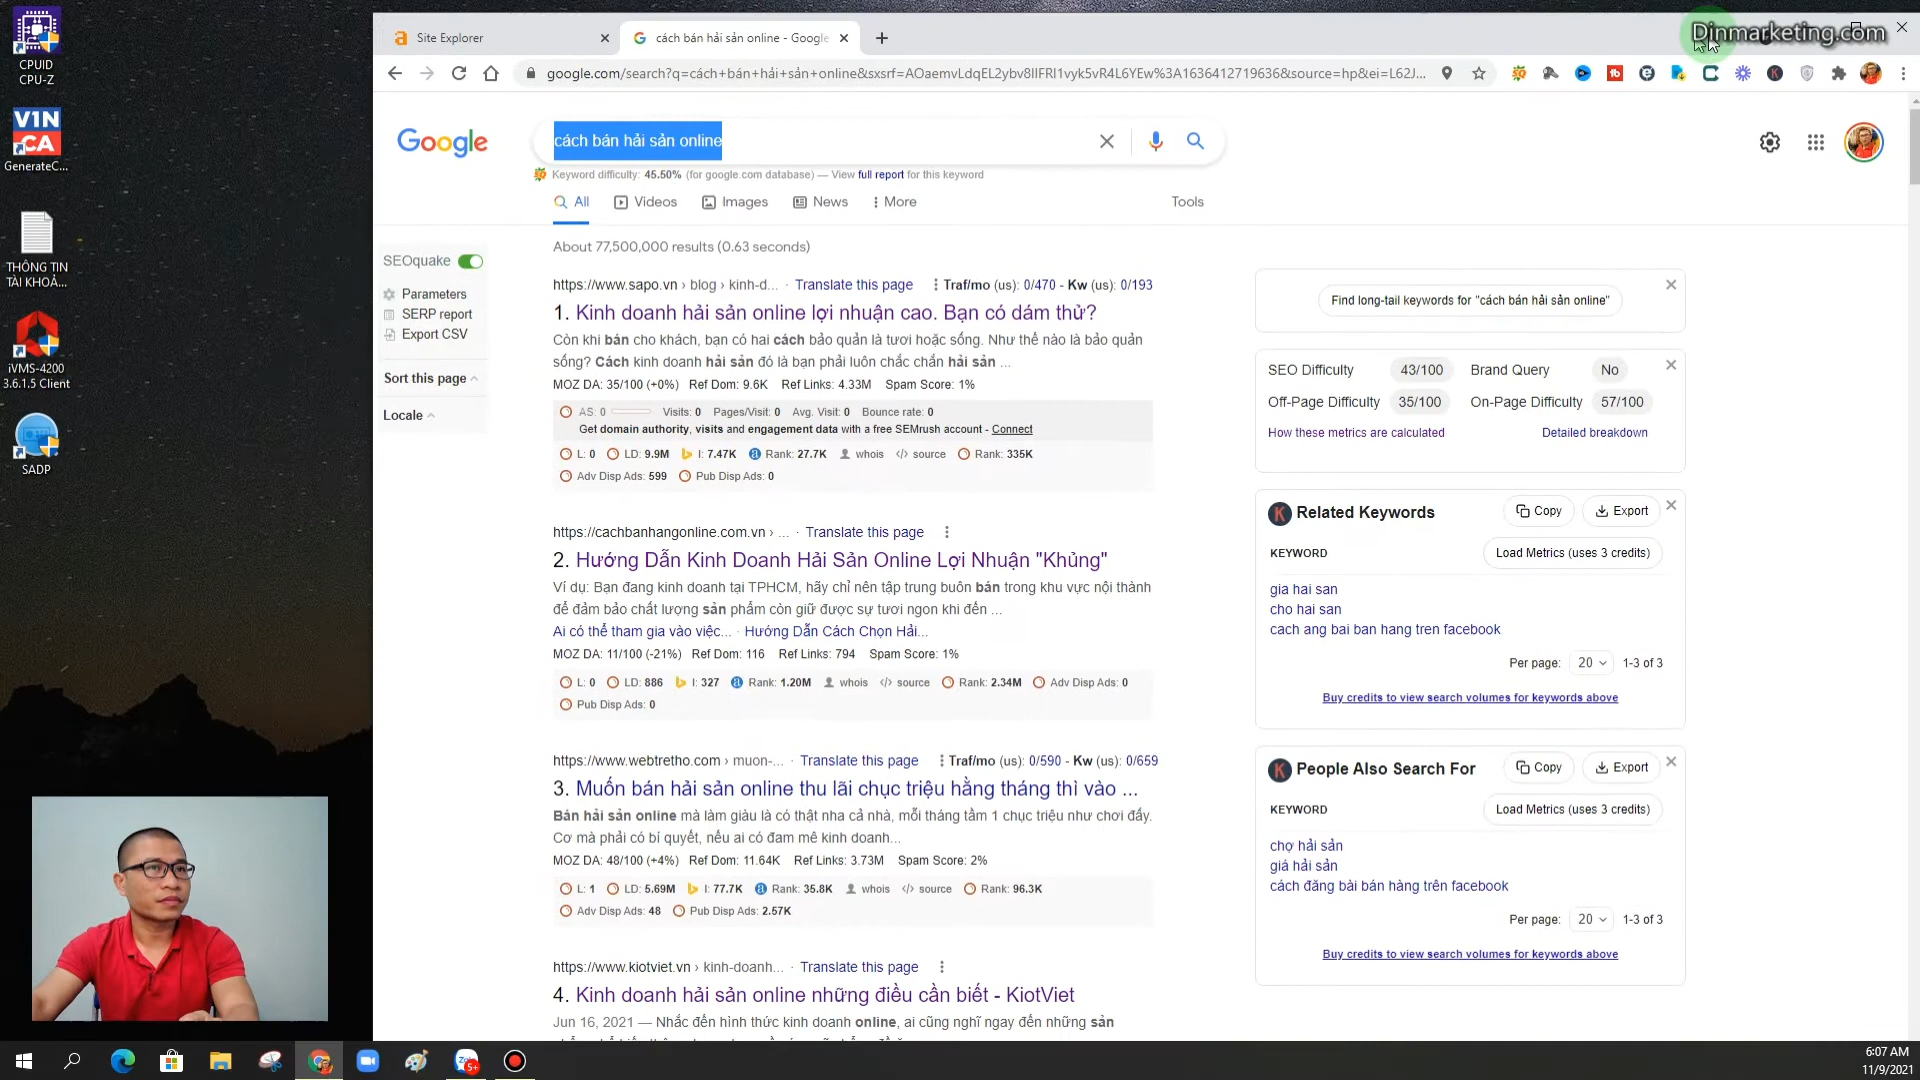 CPUID
CPU-Z
V1N
CA
GenerateC...
THÔNG TIN
TÀI KHOẢ...
iVMS-4200
3.6.1.5 Client
SADP
Site Explorer
cách bán hải sản online - Google
Dinmarketing.com
google.com/search?q=cách+bán+hải+sản+online&sxsrf=AOaemvLdqEL2ybv8IlFRI1vyk5vR4L6YEw%3A1636412719636&source=hp&ei=L62J...
Google
cách bán hải sản online
Keyword difficulty: 45.50% (for google.com database) — View full report for this keyword
All
Videos
Images
News
More
Tools
About 77,500,000 results (0.63 seconds)
SEOquake
Parameters
SERP report
Export CSV
Sort this page
Locale
https://www.sapo.vn › blog › kinh-d... · Translate this page
Traf/mo (us): 0/470 - Kw (us): 0/193
1. Kinh doanh hải sản online lợi nhuận cao. Bạn có dám thử?
Còn khi bán cho khách, bạn có hai cách bảo quản là tươi hoặc sống. Như thế nào là bảo quản
sống? Cách kinh doanh hải sản đó là bạn phải luôn chắc chắn hải sản ...
MOZ DA: 35/100 (+0%) Ref Dom: 9.6K Ref Links: 4.33M Spam Score: 1%
AS: 0 Visits: 0 Pages/Visit: 0 Avg. Visit: 0 Bounce rate: 0
Get domain authority, visits and engagement data with a free SEMrush account - Connect
L: 0 LD: 9.9M I: 7.47K Rank: 27.7K whois source Rank: 335K
Adv Disp Ads: 599 Pub Disp Ads: 0
https://cachbanhangonline.com.vn › ... · Translate this page
2. Hướng Dẫn Kinh Doanh Hải Sản Online Lợi Nhuận "Khủng"
Ví dụ: Bạn đang kinh doanh tại TPHCM, hãy chỉ nên tập trung buôn bán trong khu vực nội thành
để đảm bảo chất lượng sản phẩm còn giữ được sự tươi ngon khi đến ...
Ai có thể tham gia vào việc... · Hướng Dẫn Cách Chọn Hải...
MOZ DA: 11/100 (-21%) Ref Dom: 116 Ref Links: 794 Spam Score: 1%
L: 0 LD: 886 I: 327 Rank: 1.20M whois source Rank: 2.34M Adv Disp Ads: 0
Pub Disp Ads: 0
https://www.webtretho.com › muon-... · Translate this page
Traf/mo (us): 0/590 - Kw (us): 0/659
3. Muốn bán hải sản online thu lãi chục triệu hằng tháng thì vào ...
Bán hải sản online mà làm giàu là có thật nha cả nhà, mỗi tháng tầm 1 chục triệu như chơi đấy.
Cơ mà phải có bí quyết, nếu ai có đam mê kinh doanh...
MOZ DA: 48/100 (+4%) Ref Dom: 11.64K Ref Links: 3.73M Spam Score: 2%
L: 1 LD: 5.69M I: 77.7K Rank: 35.8K whois source Rank: 96.3K
Adv Disp Ads: 48 Pub Disp Ads: 2.57K
https://www.kiotviet.vn › kinh-doanh... · Translate this page
4. Kinh doanh hải sản online những điều cần biết - KiotViet
Jun 16, 2021 — Nhắc đến hình thức kinh doanh online, ai cũng nghĩ ngay đến những sản
Find long-tail keywords for "cách bán hải sản online"
SEO Difficulty 43/100 Brand Query No
Off-Page Difficulty 35/100 On-Page Difficulty 57/100
How these metrics are calculated
Detailed breakdown
K Related Keywords
Copy
Export
KEYWORD
Load Metrics (uses 3 credits)
gia hai san
cho hai san
cach ang bai ban hang tren facebook
Per page: 20 1-3 of 3
Buy credits to view search volumes for keywords above
K People Also Search For
Copy
Export
KEYWORD
Load Metrics (uses 3 credits)
chợ hải sản
giá hải sản
cách đăng bài bán hàng trên facebook
Per page: 20 1-3 of 3
Buy credits to view search volumes for keywords above
6:07 AM
11/9/2021